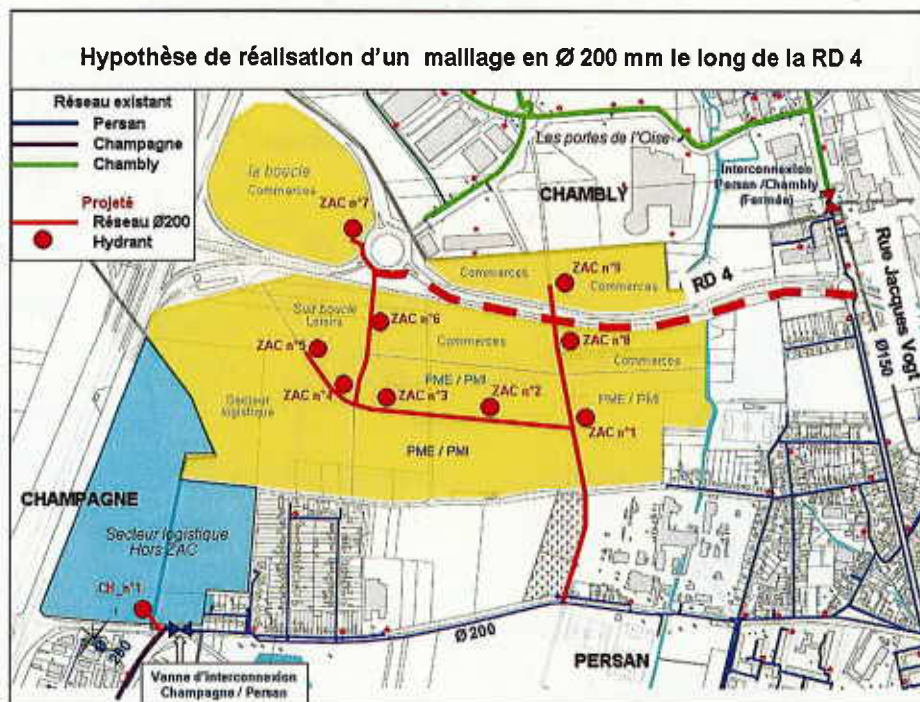 Hypothèse de réalisation d'un maillage en Ø 200 mm le long de la RD 4
Réseau existant
Persan
Champagne
Chambly
Projeté
Réseau Ø200
Hydrant
la boucle
Commerces
ZAC n°7
Les portes de l'Oise
CHAMBLY
Interconnexion
Persan /Chambly
(Fermée)
Rue Jacques Vogt
Ø150
RD 4
Commerces
ZAC n°9
Commerces
Sud boucle
Loisirs
ZAC n°6
ZAC n°5
Commerces
ZAC n°8
Commerces
Secteur
logistique
ZAC n°4
PME / PMI
ZAC n°3
ZAC n°2
PME / PMI
ZAC n°1
PME / PMI
CHAMPAGNE
Secteur logistique
Hors ZAC
CH_n°1
Ø 200
Ø 200
PERSAN
Vanne d'interconnexion
Champagne / Persan